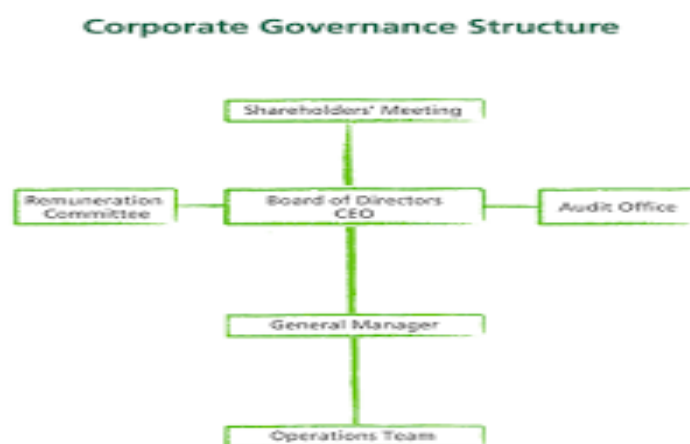 Corporate Governance Structure
Shareholders' Meeting
Remuneration
Committee
Board of Directors
CEO
Audit Office
General Manager
Operations Team